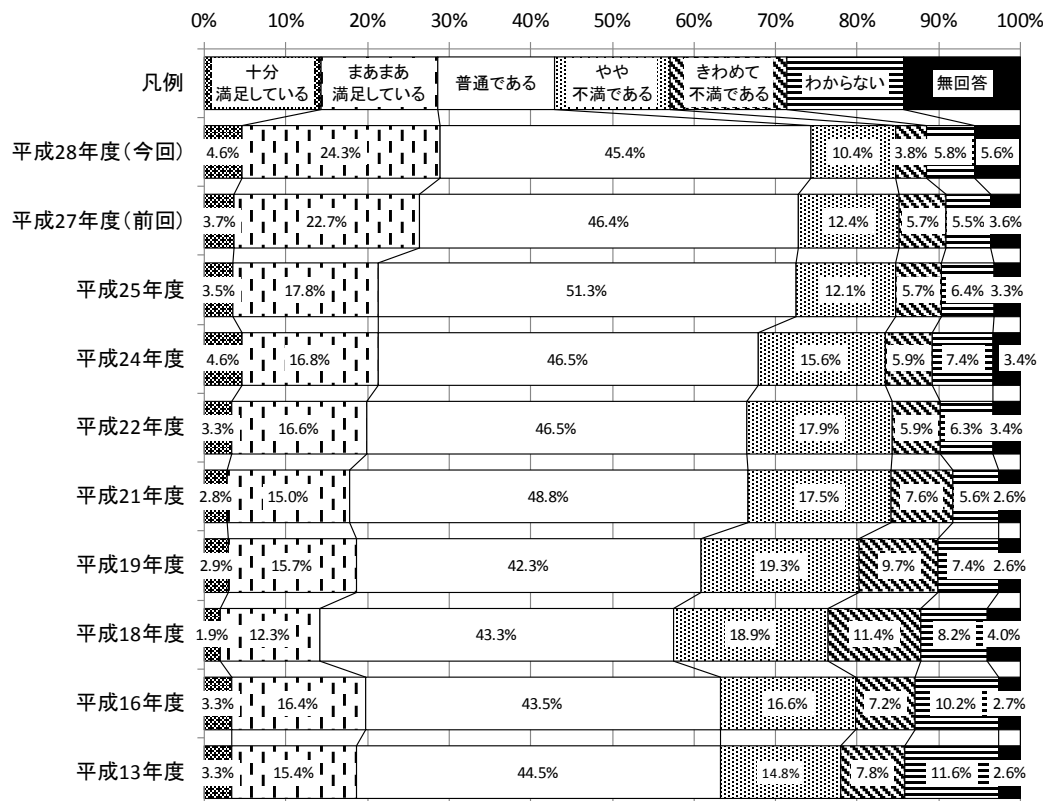 0% 10% 20% 30% 40% 50% 60% 70% 80% 90% 100%
凡例
十分
満足している
まあまあ
満足している
普通である
やや
不満である
きわめて
不満である
わからない
無回答
平成28年度(今回) 4.6% 24.3% 45.4% 10.4% 3.8% 5.8% 5.6%
平成27年度(前回) 3.7% 22.7% 46.4% 12.4% 5.7% 5.5% 3.6%
平成25年度 3.5% 17.8% 51.3% 12.1% 5.7% 6.4% 3.3%
平成24年度 4.6% 16.8% 46.5% 15.6% 5.9% 7.4% 3.4%
平成22年度 3.3% 16.6% 46.5% 17.9% 5.9% 6.3% 3.4%
平成21年度 2.8% 15.0% 48.8% 17.5% 7.6% 5.6% 2.6%
平成19年度 2.9% 15.7% 42.3% 19.3% 9.7% 7.4% 2.6%
平成18年度 1.9% 12.3% 43.3% 18.9% 11.4% 8.2% 4.0%
平成16年度 3.3% 16.4% 43.5% 16.6% 7.2% 10.2% 2.7%
平成13年度 3.3% 15.4% 44.5% 14.8% 7.8% 11.6% 2.6%